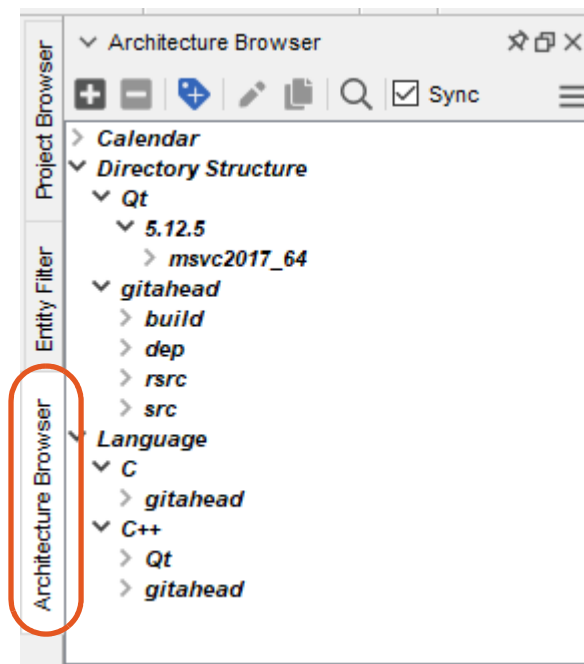 Project Browser
Entity Filter
Architecture Browser
Architecture Browser
Sync
Calendar
Directory Structure
Qt
5.12.5
msvc2017_64
gitahead
build
dep
rsrc
src
Language
C
gitahead
C++
Qt
gitahead